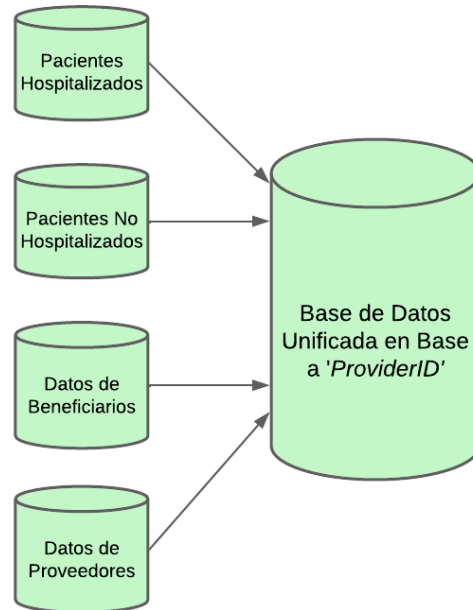 Pacientes
Hospitalizados
Pacientes No
Hospitalizados
Datos de
Beneficiarios
Datos de
Proveedores
Base de Datos
Unificada en Base
a 'ProviderID'